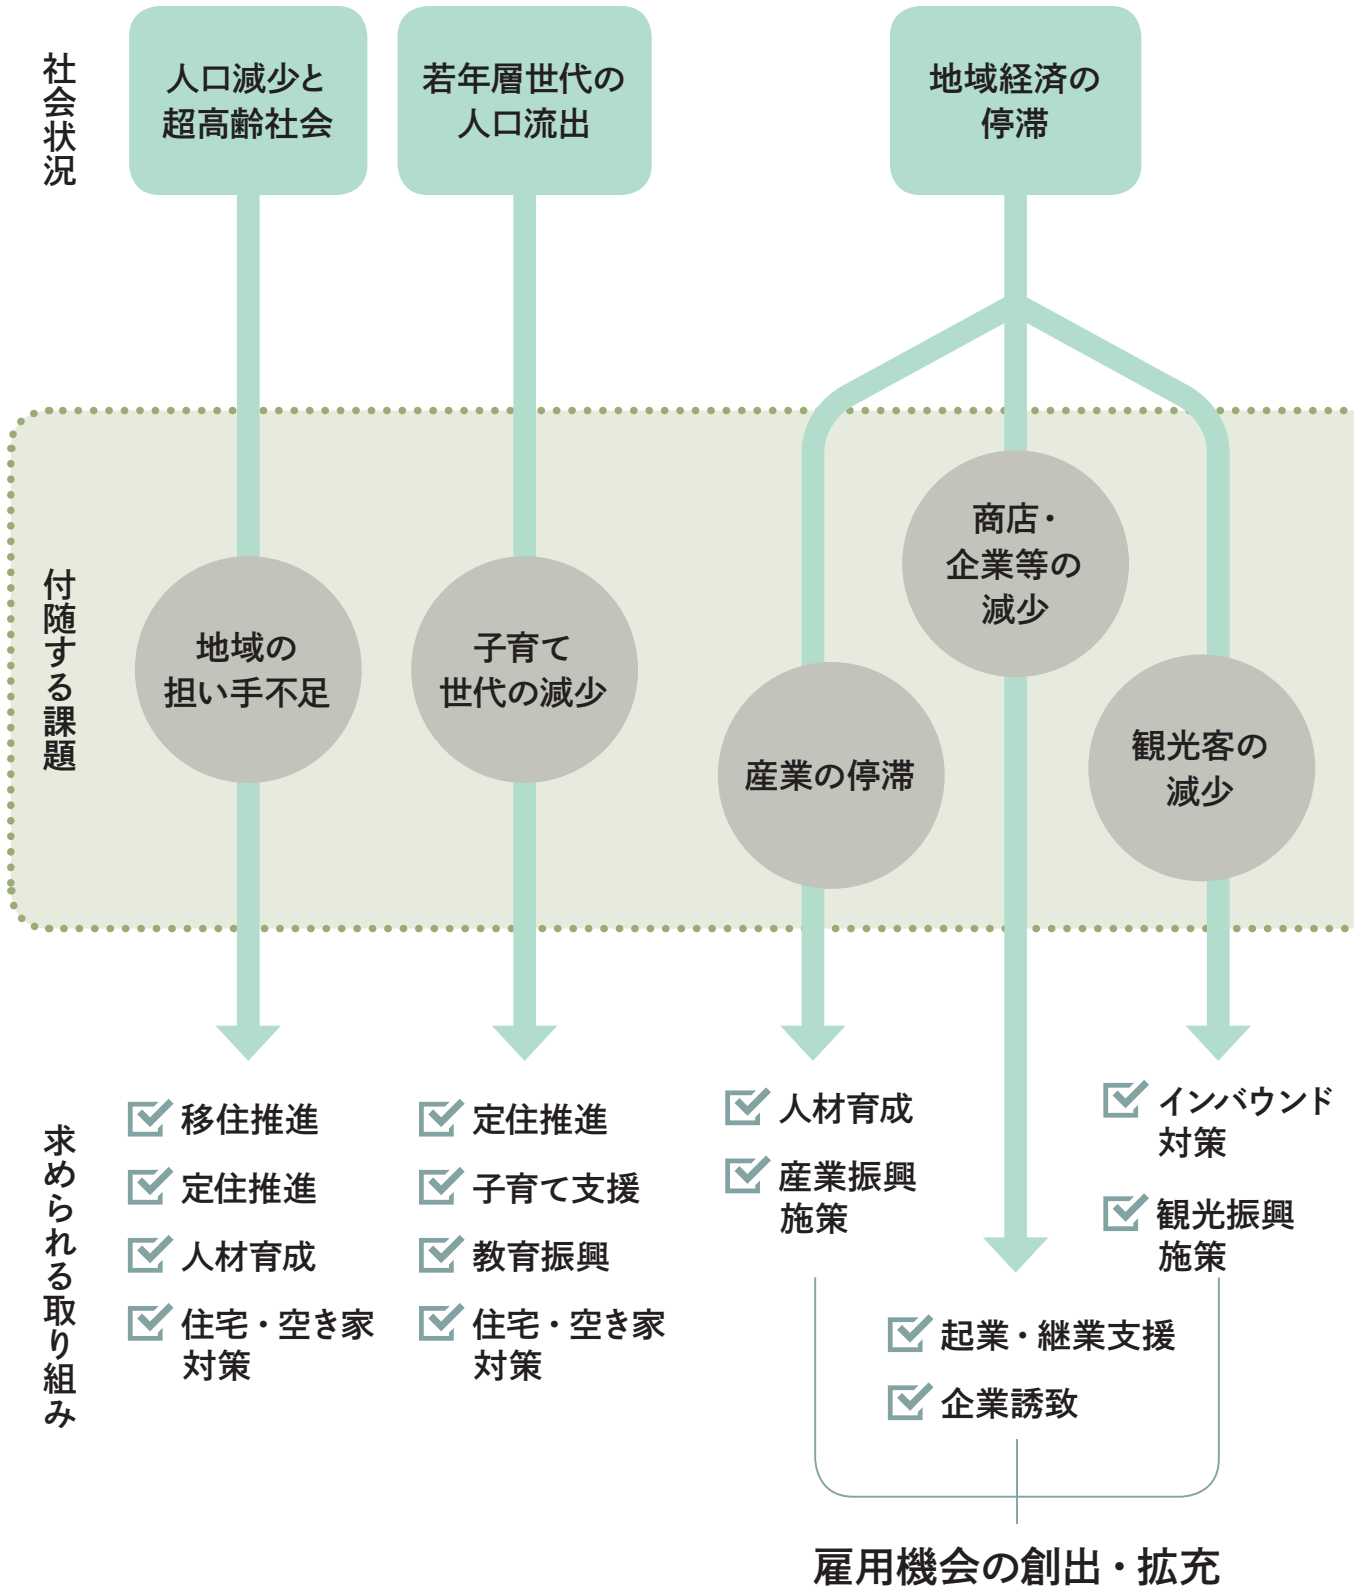 社会状況
人口減少と
超高齢社会
若年層世代の
人口流出
地域経済の
停滞
付随する課題
地域の
担い手不足
子育て
世代の減少
産業の停滞
商店・
企業等の
減少
観光客の
減少
求められる取り組み
移住推進
定住推進
人材育成
住宅・空き家
対策
定住推進
子育て支援
教育振興
住宅・空き家
対策
人材育成
産業振興
施策
起業・継業支援
企業誘致
インバウンド
対策
観光振興
施策
雇用機会の創出・拡充